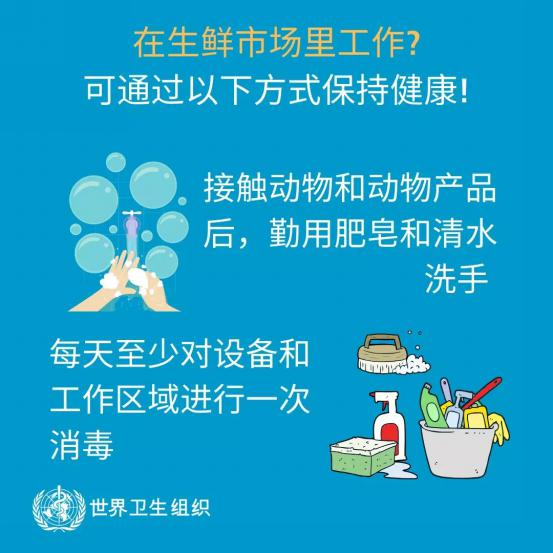 在生鲜市场里工作?
可通过以下方式保持健康!
接触动物和动物产品
后，勤用肥皂和清水
洗手
每天至少对设备和
工作区域进行一次
消毒
世界卫生组织